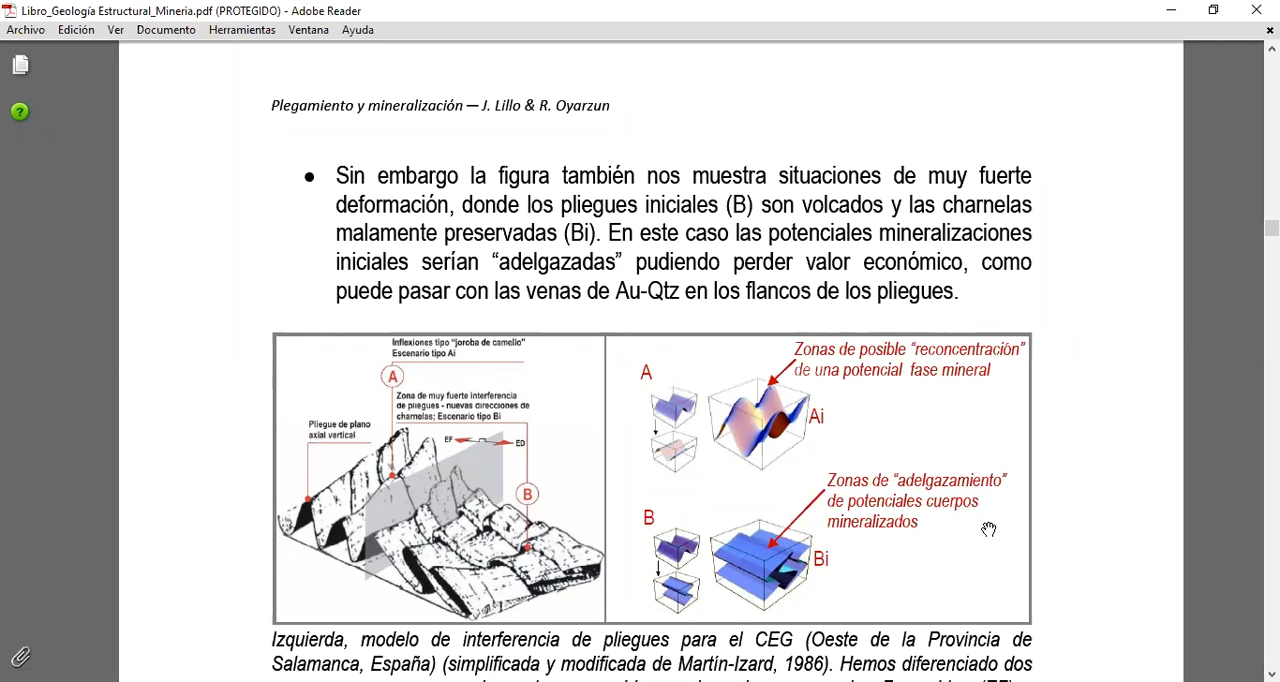 Libro_Geología Estructural_Mineria.pdf (PROTEGIDO) - Adobe Reader
Archivo Edición Ver Documento Herramientas Ventana Ayuda
Plegamiento y mineralización — J. Lillo & R. Oyarzun
● Sin embargo la figura también nos muestra situaciones de muy fuerte
deformación, donde los pliegues iniciales (B) son volcados y las charnelas
malamente preservadas (Bi). En este caso las potenciales mineralizaciones
iniciales serían “adelgazadas” pudiendo perder valor económico, como
puede pasar con las venas de Au-Qtz en los flancos de los pliegues.
Inflexiones tipo “joroba de camello”
Escenario tipo Ai
A
Zona de muy fuerte interferencia
de pliegues - nuevas direcciones de
charnelas; Escenario tipo Bi
Pliegue de plano
axial vertical
EF
ED
B
Zonas de posible “reconcentración”
de una potencial fase mineral
A
Ai
Zonas de “adelgazamiento”
de potenciales cuerpos
mineralizados
B
Bi
Izquierda, modelo de interferencia de pliegues para el CEG (Oeste de la Provincia de
Salamanca, España) (simplificada y modificada de Martín-Izard, 1986). Hemos diferenciado dos